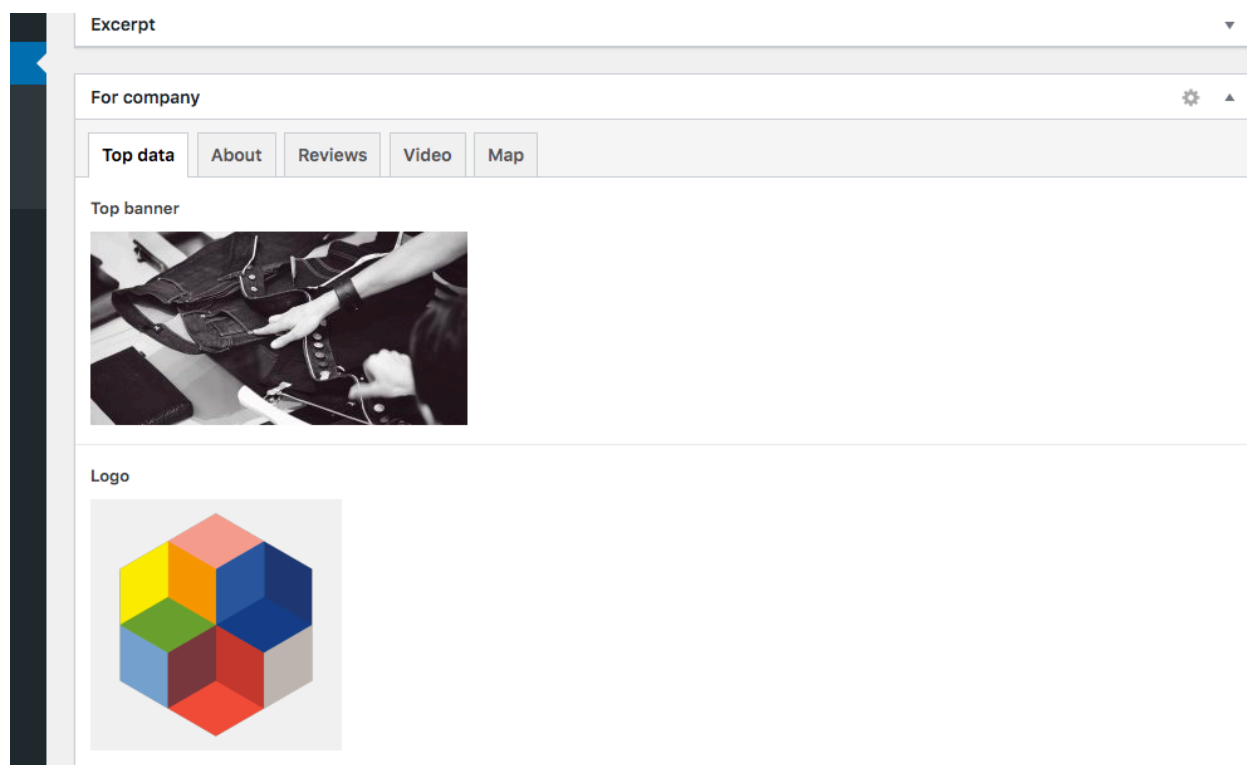 Excerpt
For company
Top data About Reviews Video Map
Top banner
Logo